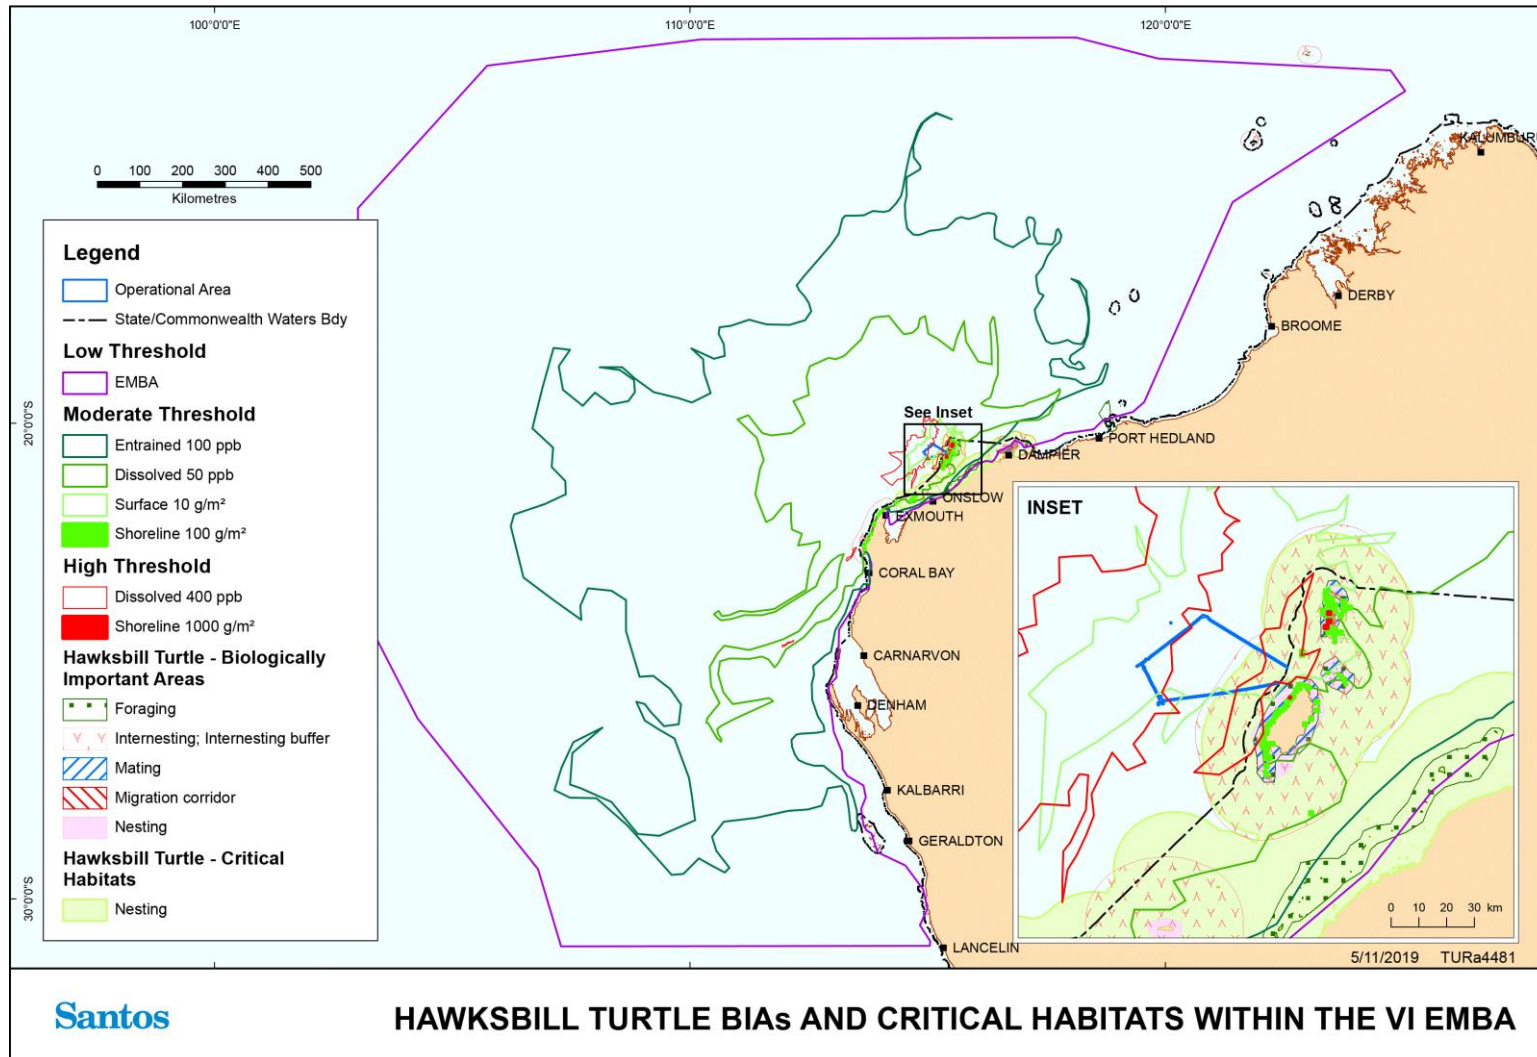 100°0'0"E
110°0'0"E
120°0'0"E
20°0'0"S
30°0'0"S
0 100 200 300 400 500
Kilometres
Legend
Operational Area
State/Commonwealth Waters Bdy
Low Threshold
EMBA
Moderate Threshold
Entrained 100 ppb
Dissolved 50 ppb
Surface 10 g/m²
Shoreline 100 g/m²
High Threshold
Dissolved 400 ppb
Shoreline 1000 g/m²
Hawksbill Turtle - Biologically
Important Areas
Foraging
Internesting; Internesting buffer
Mating
Migration corridor
Nesting
Hawksbill Turtle - Critical
Habitats
Nesting
KALUMBURU
DERBY
BROOME
See Inset
PORT HEDLAND
DAMPIER
ONSLOW
EXMOUTH
CORAL BAY
CARNARVON
DENHAM
KALBARRI
GERALDTON
LANCELIN
INSET
0 10 20 30 km
5/11/2019 TURa4481
Santos
HAWKSBILL TURTLE BIAs AND CRITICAL HABITATS WITHIN THE VI EMBA